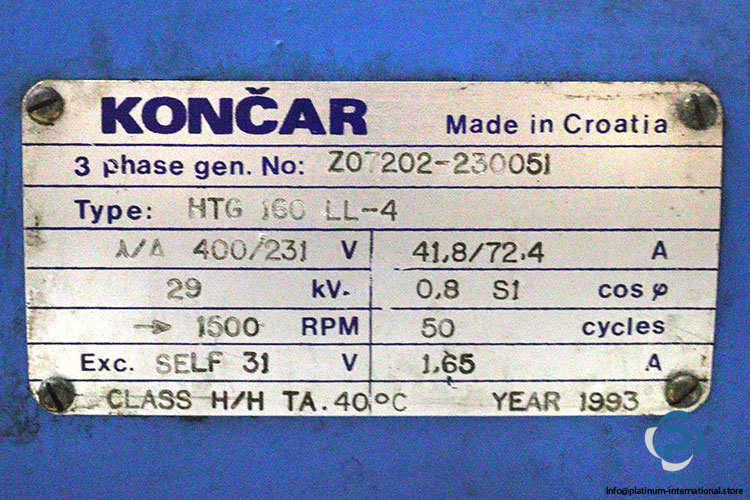 KONČAR Made in Croatia
3 phase gen. No: Z07202-230051
Type: HTG 160 LL-4
⅄/Δ 400/231 V 41,8/72.4 A
29 kV- 0,8 S1 cos φ
→ 1500 RPM 50 cycles
Exc. SELF 31 V 1,65 A
CLASS H/H TA. 40°C YEAR 1993
Info@platinum-international.store